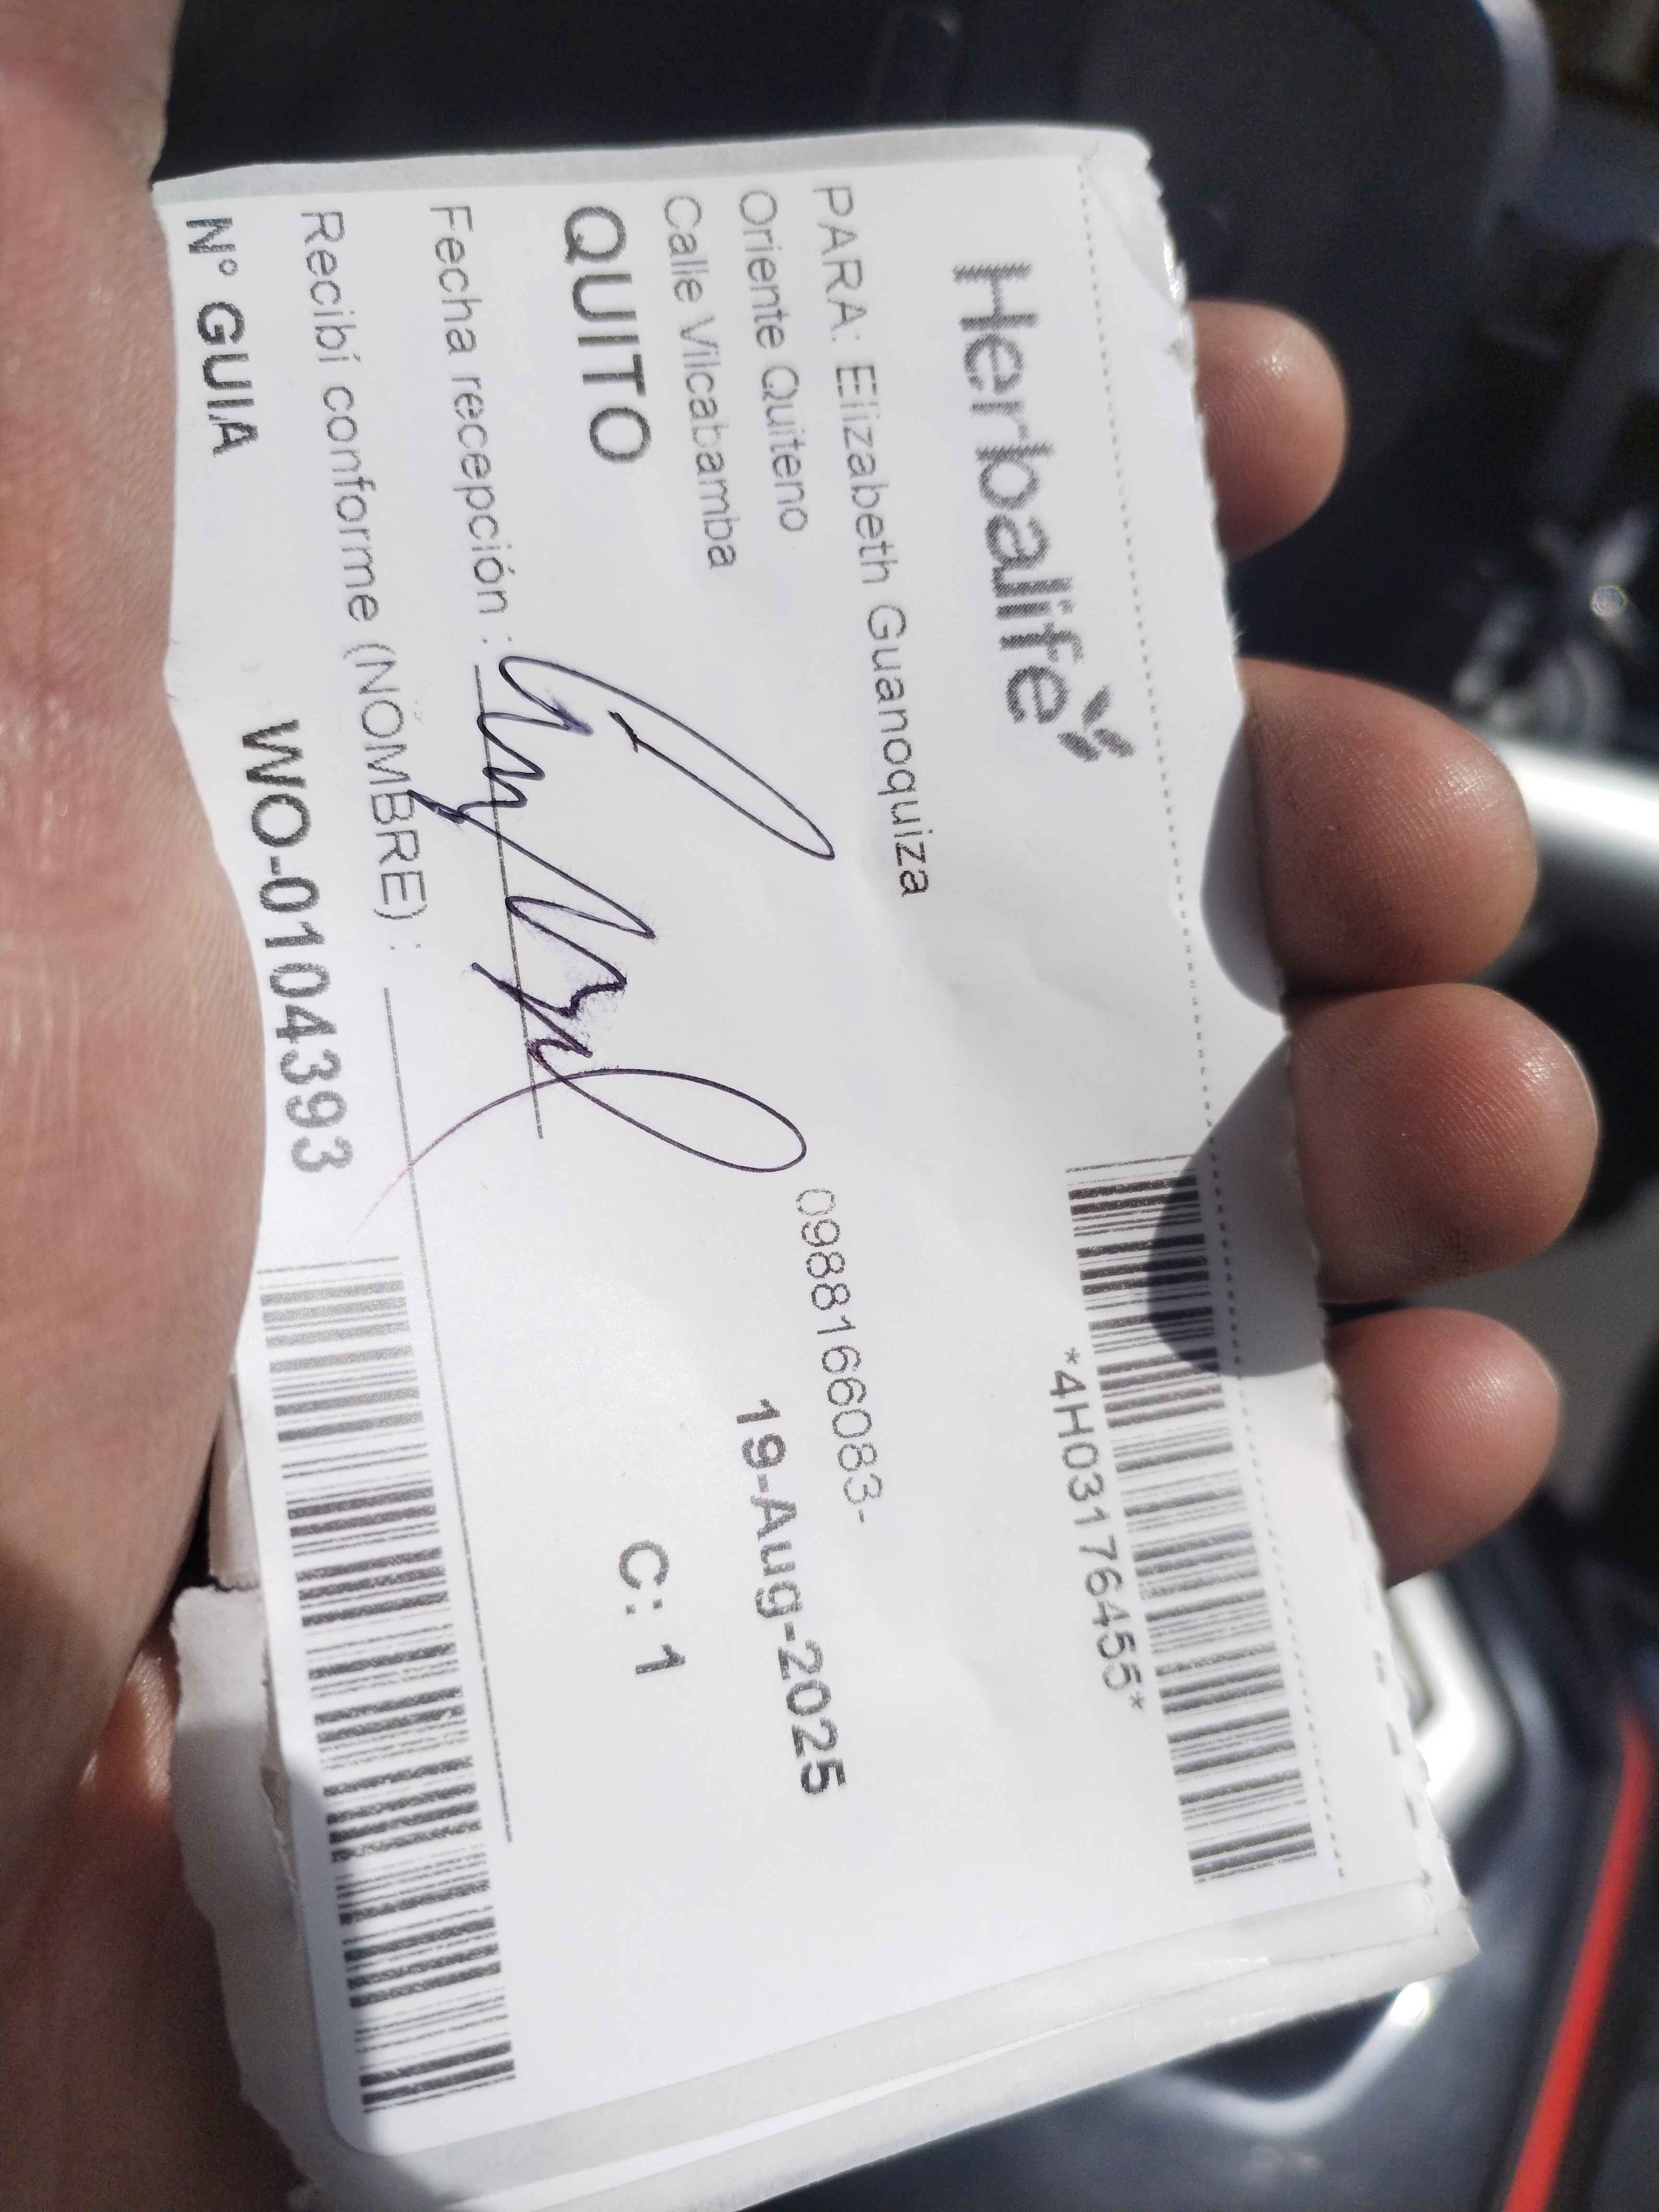 Herbalife
*4H03176455*
PARA: Elizabeth Guanoquiza
Oriente Quiteno
0988166083-
Calle Vilcabamba
19-Aug-2025
QUITO
C: 1
Fecha recepción :
Recibí conforme (NOMBRE) :
N° GUIA WO-0104393